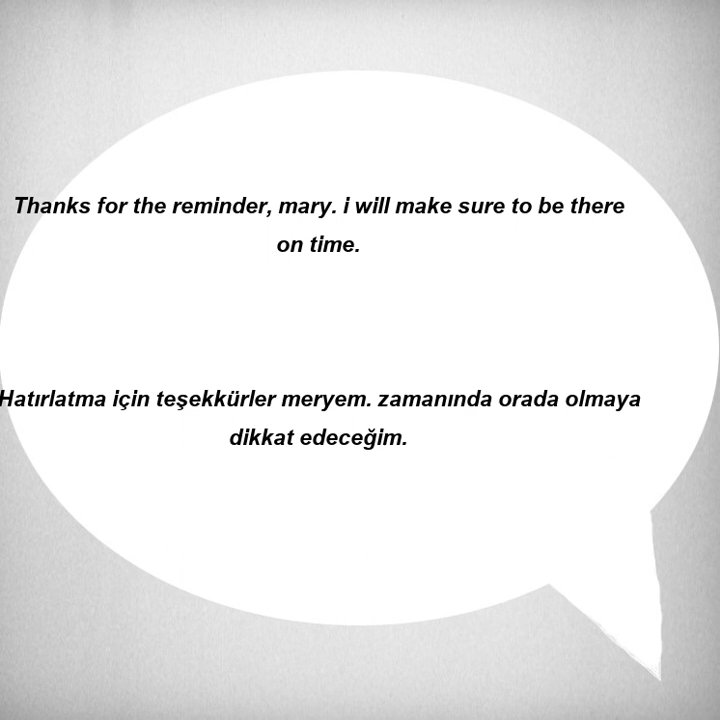 Thanks for the reminder, mary. i will make sure to be there
on time.
Hatırlatma için teşekkürler meryem. zamanında orada olmaya
dikkat edeceğim.